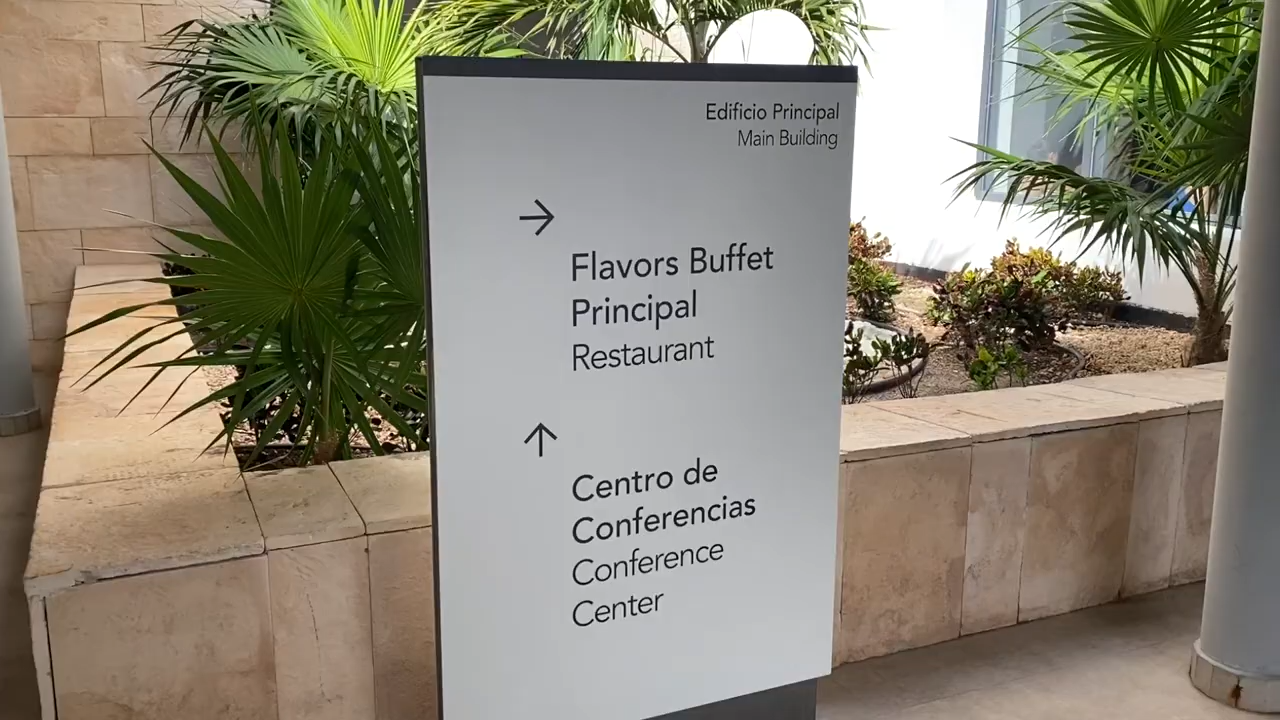 Edificio Principal
Main Building
→
Flavors Buffet
Principal
Restaurant
↑
Centro de
Conferencias
Conference
Center